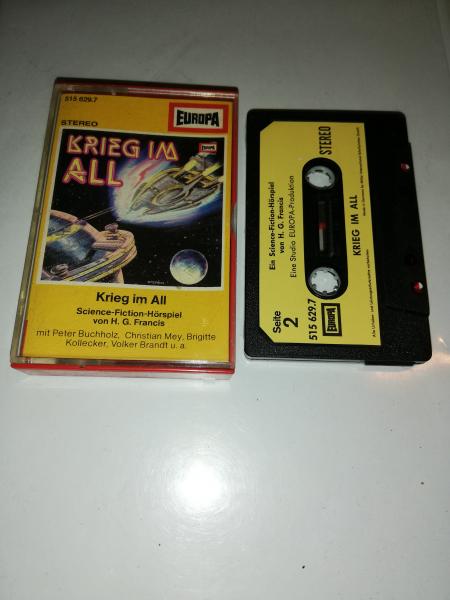 515 629.7
EUROPA
STEREO
KRIEG IM
ALL
EUROPA
Krieg im All
Science-Fiction-Hörspiel
von H. G. Francis
mit Peter Buchholz, Christian Mey, Brigitte
Kollecker, Volker Brandt u. a.
Seite
2
515 629.7
EUROPA
Ein Science-Fiction-Hörspiel
von H. G. Francis
Eine Studio EUROPA-Produktion
STEREO
KRIEG IM ALL